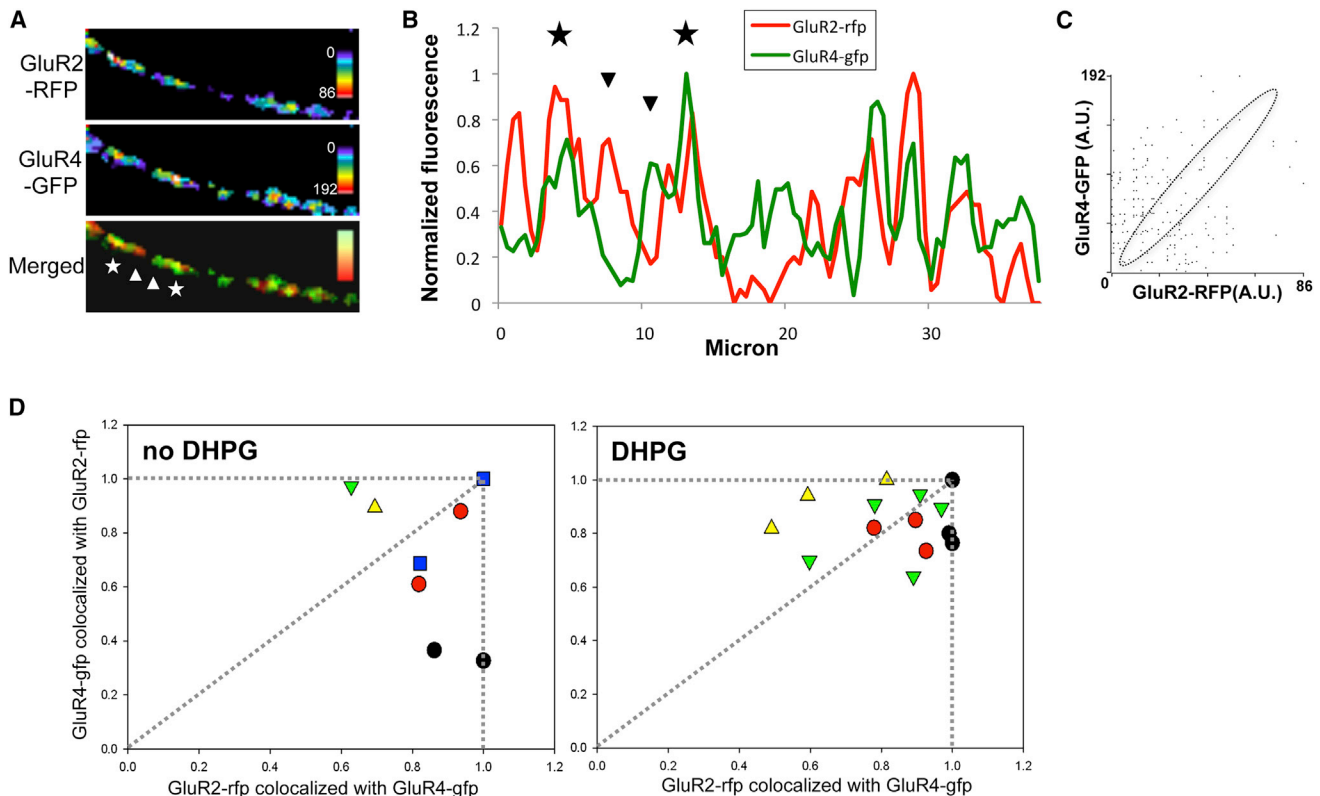 A
GluR2
-RFP
0
86
GluR4
-GFP
0
192
Merged
B
Normalized fluorescence
1.2
1
0.8
0.6
0.4
0.2
0
0
10
20
30
Micron
GluR2-rfp
GluR4-gfp
C
192
GluR4-GFP (A.U.)
0
GluR2-RFP(A.U.)
86
D
no DHPG
GluR4-gfp colocalized with GluR2-rfp
1.2
1.0
0.8
0.6
0.4
0.2
0.0
0.0
0.2
0.4
0.6
0.8
1.0
1.2
GluR2-rfp colocalized with GluR4-gfp
DHPG
1.2
1.0
0.8
0.6
0.4
0.2
0.0
0.0
0.2
0.4
0.6
0.8
1.0
1.2
GluR2-rfp colocalized with GluR4-gfp